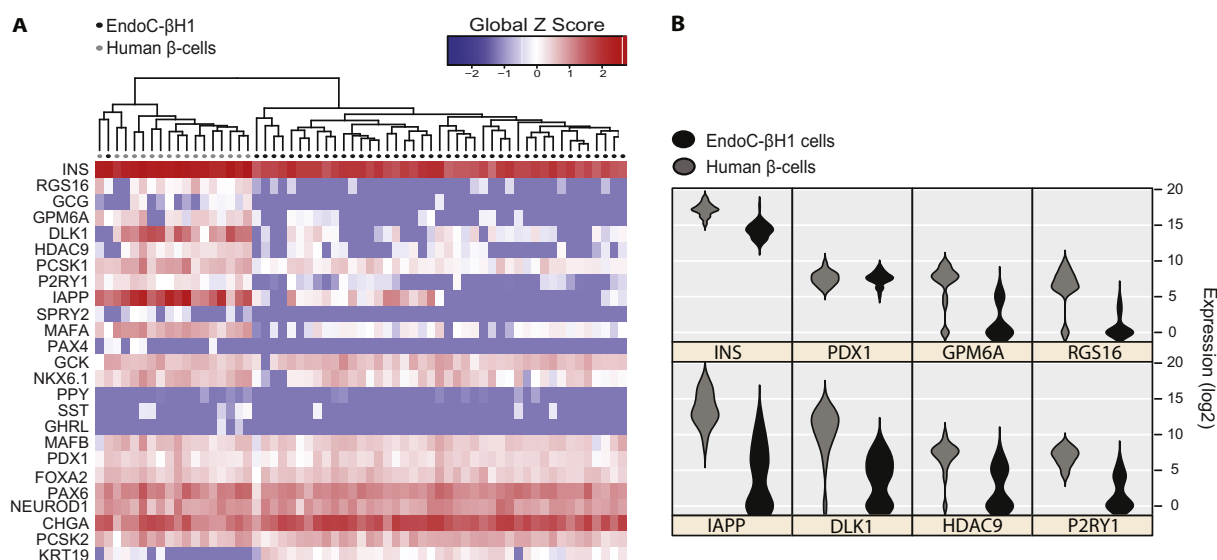 A
EndoC-βH1
Human β-cells
Global Z Score
−2 −1 0 1 2
INS
RGS16
GCG
GPM6A
DLK1
HDAC9
PCSK1
P2RY1
IAPP
SPRY2
MAFA
PAX4
GCK
NKX6.1
PPY
SST
GHRL
MAFB
PDX1
FOXA2
PAX6
NEUROD1
CHGA
PCSK2
KRT19
B
EndoC-βH1 cells
Human β-cells
20
15
10
5
0
INS PDX1 GPM6A RGS16
20
15
10
5
0
IAPP DLK1 HDAC9 P2RY1
Expression (log2)